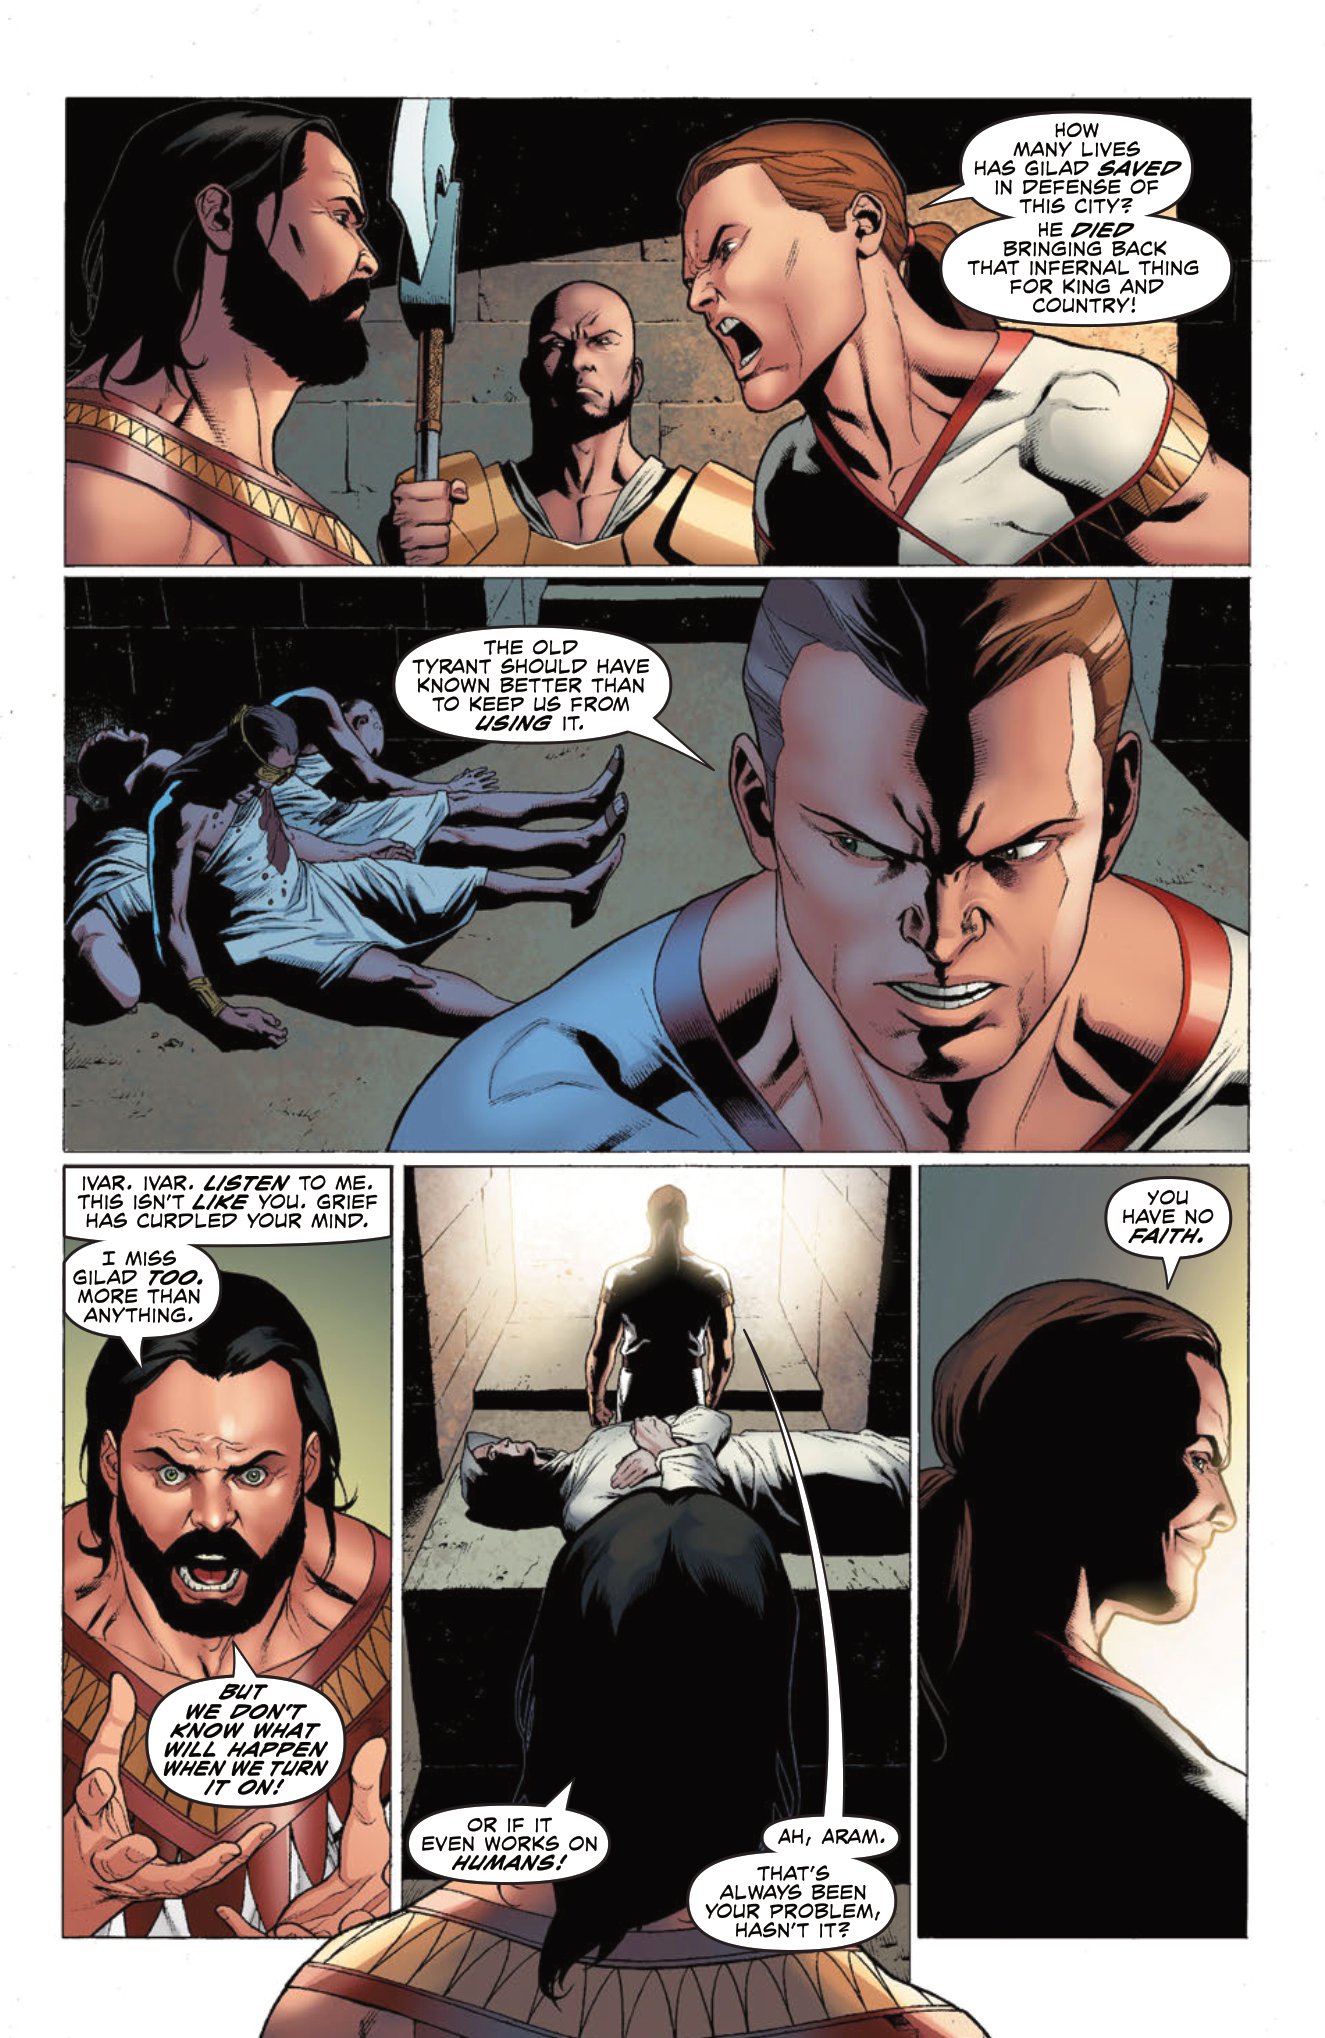 HOW
MANY LIVES
HAS GILAD SAVED
IN DEFENSE OF
THIS CITY?
HE DIED
BRINGING BACK
THAT INFERNAL THING
FOR KING AND
COUNTRY!
THE OLD
TYRANT SHOULD HAVE
KNOWN BETTER THAN
TO KEEP US FROM
USING IT.
IVAR. IVAR. LISTEN TO ME.
THIS ISN'T LIKE YOU. GRIEF
HAS CURDLED YOUR MIND.
I MISS
GILAD TOO.
MORE THAN
ANYTHING.
BUT
WE DON'T
KNOW WHAT
WILL HAPPEN
WHEN WE TURN
IT ON!
OR IF IT
EVEN WORKS ON
HUMANS!
AH, ARAM.
THAT'S
ALWAYS BEEN
YOUR PROBLEM,
HASN'T IT?
YOU
HAVE NO
FAITH.